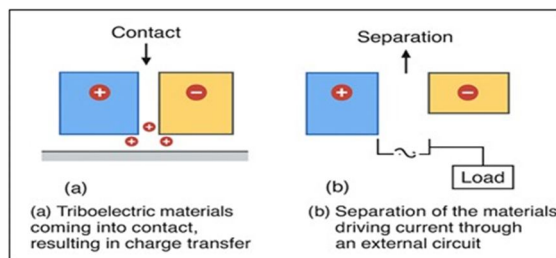 Contact
+
−
+
+
+
(a)
(a) Triboelectric materials
coming into contact,
resulting in charge transfer
Separation
+
−
Load
(b)
(b) Separation of the materials
driving current through
an external circuit